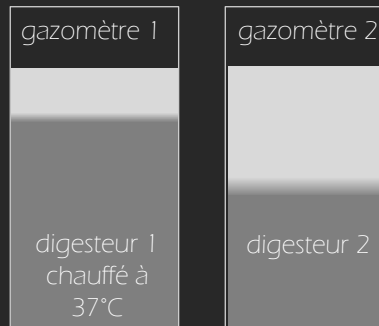 gazomètre 1
gazomètre 2
digesteur 1
chauffé à
37°C
digesteur 2